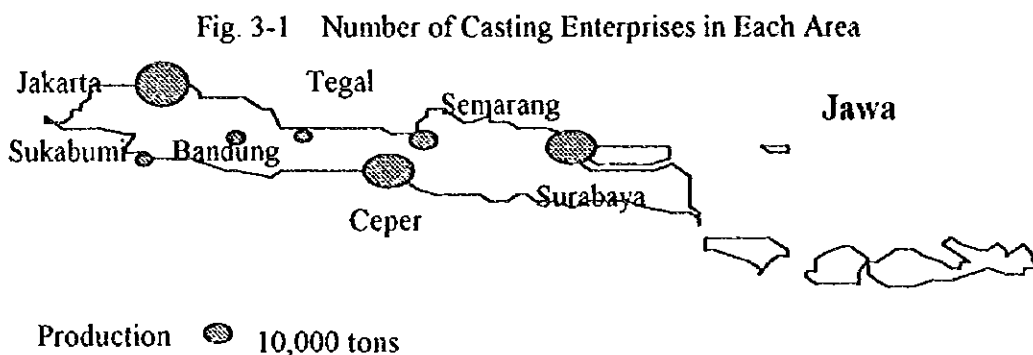 Fig. 3-1 Number of Casting Enterprises in Each Area
Jakarta
Tegal
Semarang
Jawa
Sukabumi
Bandung
Ceper
Surabaya
Production 10,000 tons